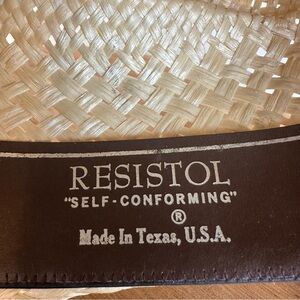 RESISTOL
"SELF-CONFORMING"
®
Made In Texas, U.S.A.